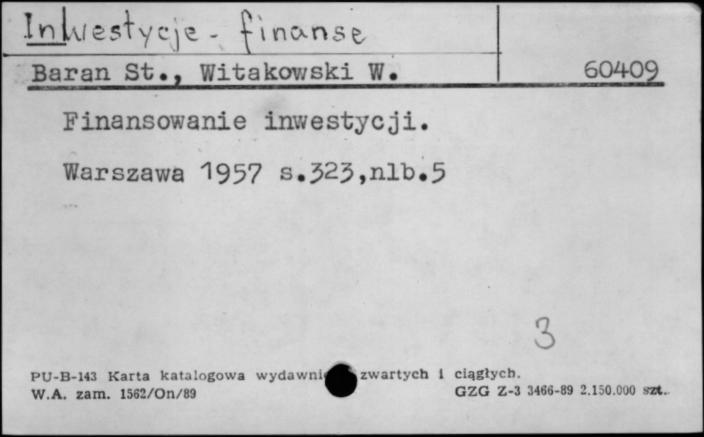 Inwestycje - finanse
Baran St., Witakowski W. 60409
Finansowanie inwestycji.
Warszawa 1957 s.323,nlb.5
3
PU-B-143 Karta katalogowa zwartych i ciągłych.
W.A. zam. 1562/On/89 GZG Z-3 3466-89 2.150.000 szt.